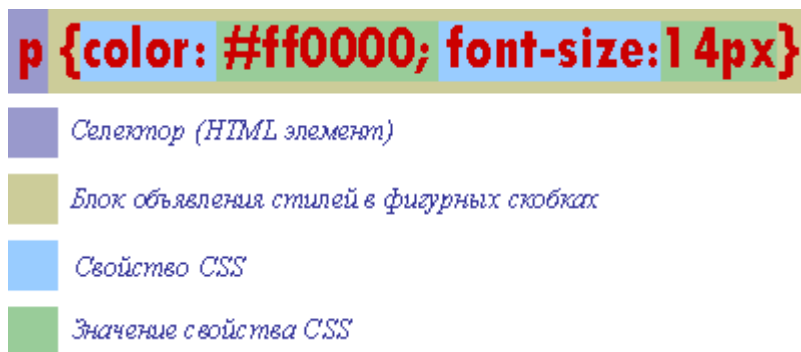 p {color: #ff0000; font-size:14px}
Селектор (HTML элемент)
Блок объявления стилей в фигурных скобках
Свойство CSS
Значение свойства CSS